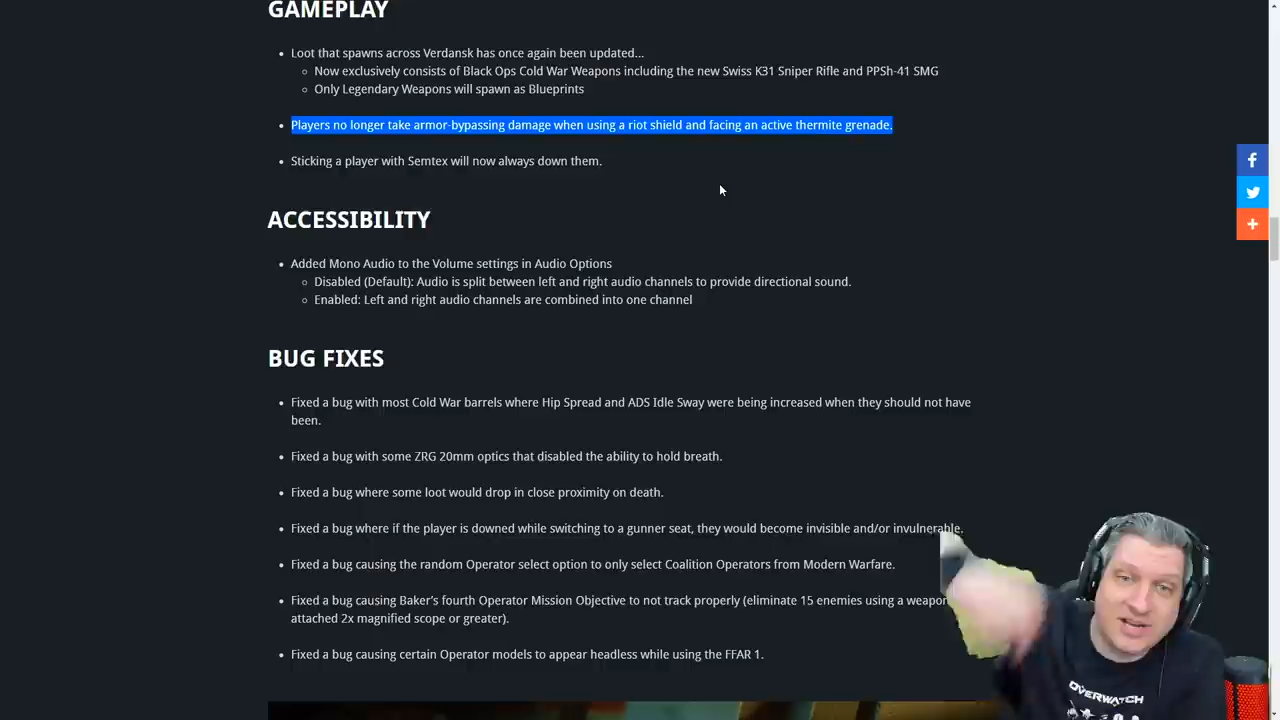 GAMEPLAY
Loot that spawns across Verdansk has once again been updated...
Now exclusively consists of Black Ops Cold War Weapons including the new Swiss K31 Sniper Rifle and PPSh-41 SMG
Only Legendary Weapons will spawn as Blueprints
Players no longer take armor-bypassing damage when using a riot shield and facing an active thermite grenade.
Sticking a player with Semtex will now always down them.
ACCESSIBILITY
Added Mono Audio to the Volume settings in Audio Options
Disabled (Default): Audio is split between left and right audio channels to provide directional sound.
Enabled: Left and right audio channels are combined into one channel
BUG FIXES
Fixed a bug with most Cold War barrels where Hip Spread and ADS Idle Sway were being increased when they should not have
been.
Fixed a bug with some ZRG 20mm optics that disabled the ability to hold breath.
Fixed a bug where some loot would drop in close proximity on death.
Fixed a bug where if the player is downed while switching to a gunner seat, they would become invisible and/or invulnerable.
Fixed a bug causing the random Operator select option to only select Coalition Operators from Modern Warfare.
Fixed a bug causing Baker's fourth Operator Mission Objective to not track properly (eliminate 15 enemies using a weapon
attached 2x magnified scope or greater).
Fixed a bug causing certain Operator models to appear headless while using the FFAR 1.
OVERWATCH